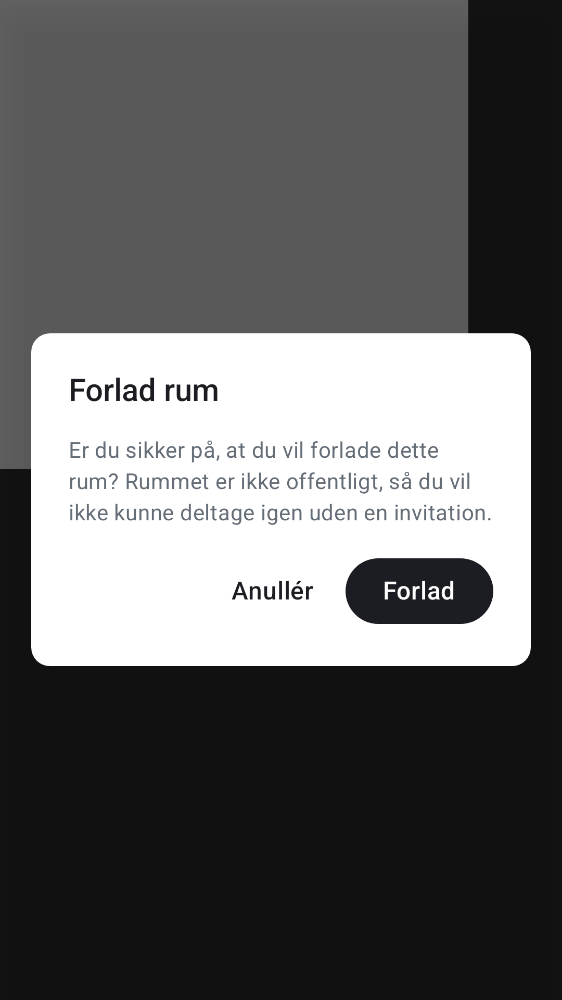 Forlad rum
Er du sikker på, at du vil forlade dette
rum? Rummet er ikke offentligt, så du vil
ikke kunne deltage igen uden en invitation.
Anullér
Forlad